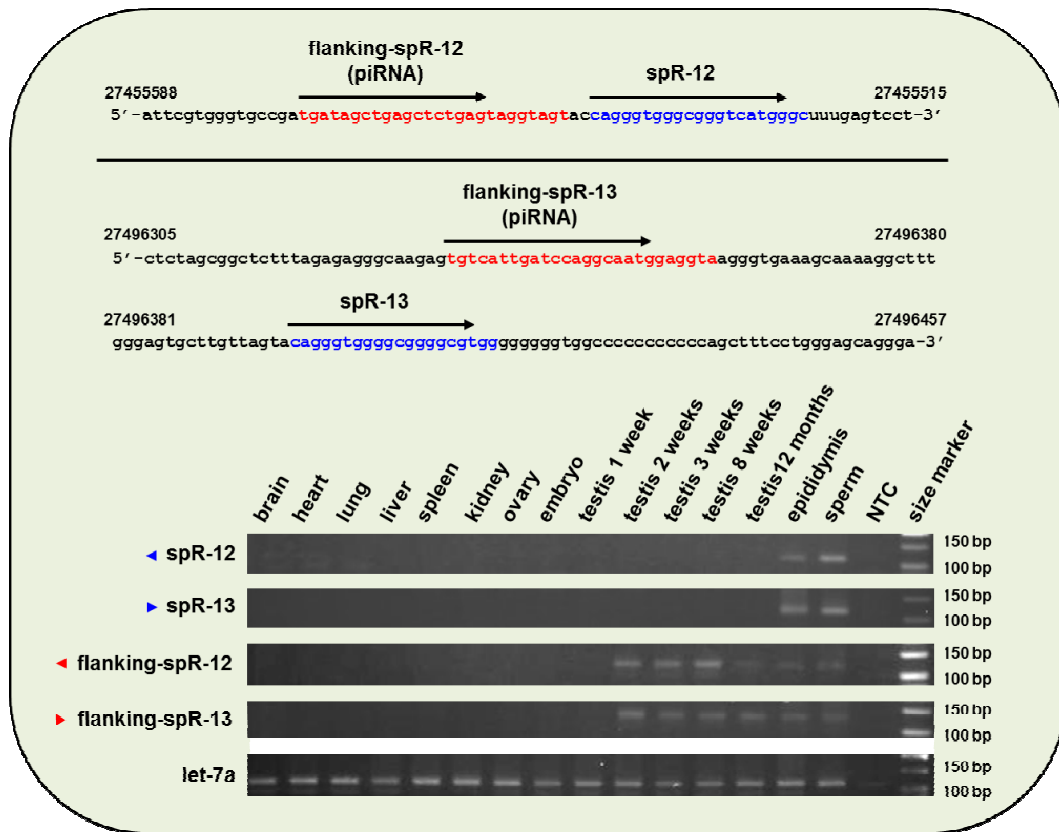 flanking-spR-12
(piRNA)
spR-12
27455588
27455515
5′-attcgtgggtgccgatgatagctgagctctgagtaggtagtaccagggtgggcgggtcatgggcuuugagtcct-3′
flanking-spR-13
(piRNA)
27496305
27496380
5′-ctctagcggctctttagagagggcaagagtgtcattgatccaggcaatggaggtaagggtgaaagcaaaaggcttt
spR-13
27496381
27496457
gggagtgcttgttagtacagggtggggcggggcgtggggggggtggcccccccccccagctttcctgggagcaggga-3′
brain
heart
lung
liver
spleen
kidney
ovary
embryo
testis 1 week
testis 2 weeks
testis 3 weeks
testis 8 weeks
testis 12 months
epididymis
sperm
NTC
size marker
spR-12
150 bp
100 bp
spR-13
150 bp
100 bp
flanking-spR-12
150 bp
100 bp
flanking-spR-13
150 bp
100 bp
let-7a
150 bp
100 bp